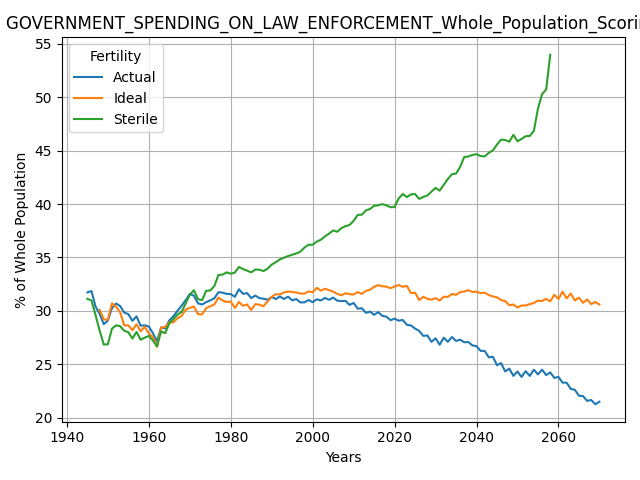 GOVERNMENT_SPENDING_ON_LAW_ENFORCEMENT_Whole_Population_Scori
55
50
45
40
35
30
25
20
% of Whole Population
Fertility
Actual
Ideal
Sterile
1940
1960
1980
2000
2020
2040
2060
Years